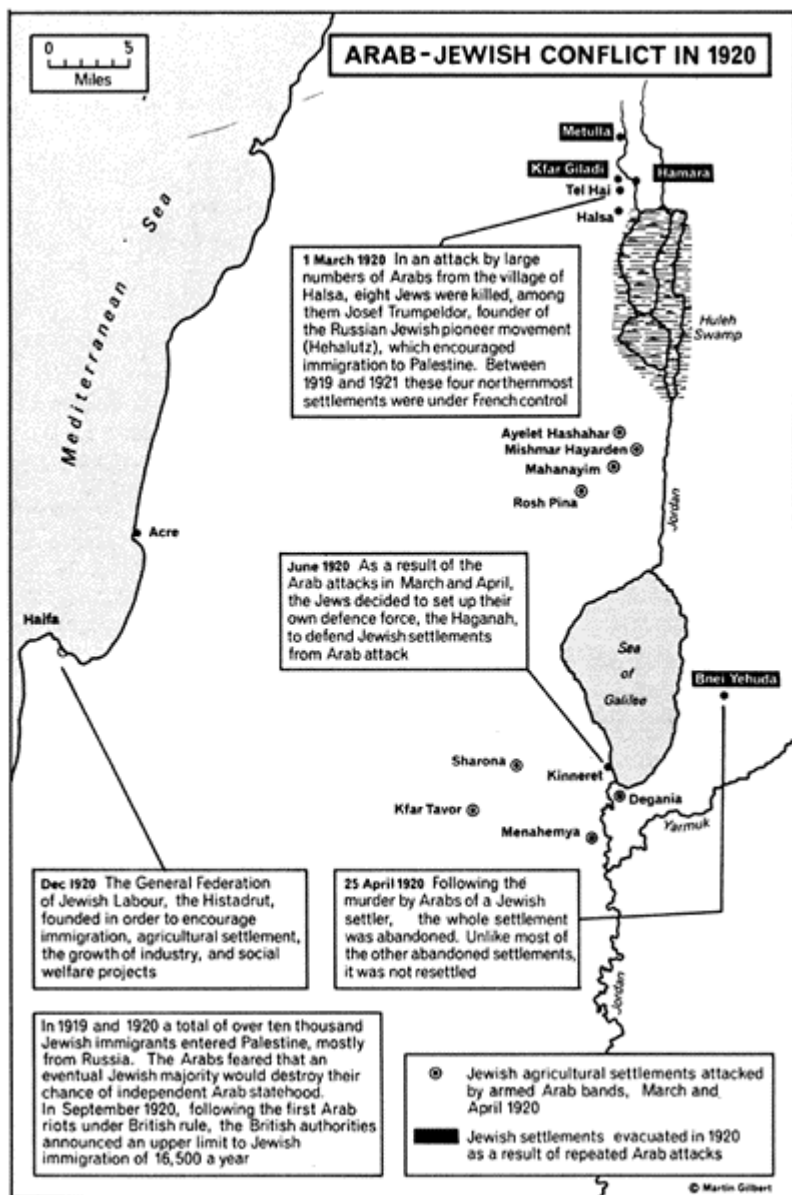 0 5
Miles
ARAB-JEWISH CONFLICT IN 1920
Mediterranean Sea
Metulla
Kfar Giladi
Hamara
Tel Hai
Halsa
1 March 1920 In an attack by large
numbers of Arabs from the village of
Halsa, eight Jews were killed, among
them Josef Trumpeldor, founder of
the Russian Jewish pioneer movement
(Hehalutz), which encouraged
immigration to Palestine. Between
1919 and 1921 these four northernmost
settlements were under French control
Huleh
Swamp
Ayelet Hashahar
Mishmar Hayarden
Mahanayim
Rosh Pina
Jordan
Acre
Haifa
June 1920 As a result of the
Arab attacks in March and April,
the Jews decided to set up their
own defence force, the Haganah,
to defend Jewish settlements
from Arab attack
Sea
of
Galilee
Bnei Yehuda
Sharona
Kinneret
Degania
Kfar Tavor
Menahemya
Yarmuk
Dec 1920 The General Federation
of Jewish Labour, the Histadrut,
founded in order to encourage
immigration, agricultural settlement,
the growth of industry, and social
welfare projects
25 April 1920 Following the
murder by Arabs of a Jewish
settler, the whole settlement
was abandoned. Unlike most of
the other abandoned settlements,
it was not resettled
Jordan
In 1919 and 1920 a total of over ten thousand
Jewish immigrants entered Palestine, mostly
from Russia. The Arabs feared that an
eventual Jewish majority would destroy their
chance of independent Arab statehood.
In September 1920, following the first Arab
riots under British rule, the British authorities
announced an upper limit to Jewish
immigration of 16,500 a year
Jewish agricultural settlements attacked
by armed Arab bands, March and
April 1920
Jewish settlements evacuated in 1920
as a result of repeated Arab attacks
© Martin Gilbert